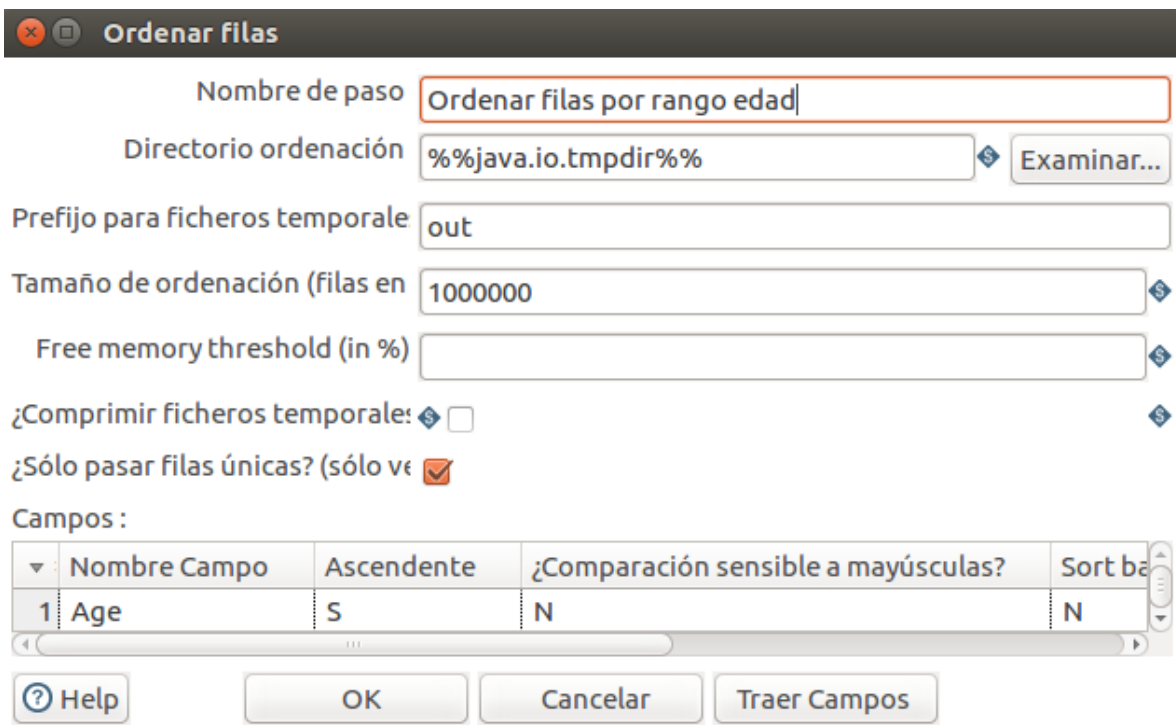 Ordenar filas
Nombre de paso Ordenar filas por rango edad
Directorio ordenación %%java.io.tmpdir%% Examinar...
Prefijo para ficheros temporale out
Tamaño de ordenación (filas en 1000000
Free memory threshold (in %)
¿Comprimir ficheros temporales
¿Sólo pasar filas únicas? (sólo ve
Campos :
Nombre Campo Ascendente ¿Comparación sensible a mayúsculas? Sort ba
1 Age S N N
Help OK Cancelar Traer Campos